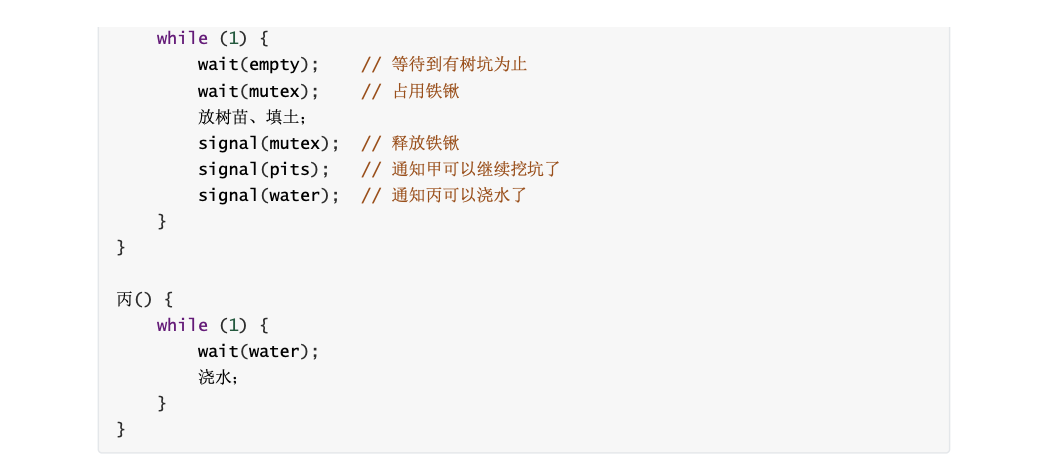 while (1) {
wait(empty);    // 等待到有树坑为止
wait(mutex);    // 占用铁锹
放树苗、填土;
signal(mutex);  // 释放铁锹
signal(pits);   // 通知甲可以继续挖坑了
signal(water);  // 通知丙可以浇水了
}
}
丙() {
while (1) {
wait(water);
浇水;
}
}